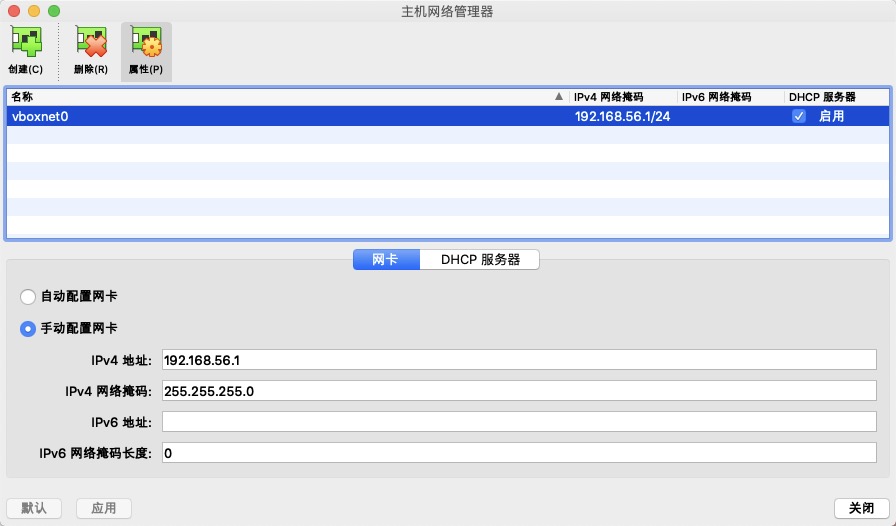 主机网络管理器
创建(C) 删除(R) 属性(P)
名称 IPv4 网络掩码 IPv6 网络掩码 DHCP 服务器
vboxnet0 192.168.56.1/24 启用
网卡 DHCP 服务器
自动配置网卡
手动配置网卡
IPv4 地址: 192.168.56.1
IPv4 网络掩码: 255.255.255.0
IPv6 地址:
IPv6 网络掩码长度: 0
默认 应用 关闭